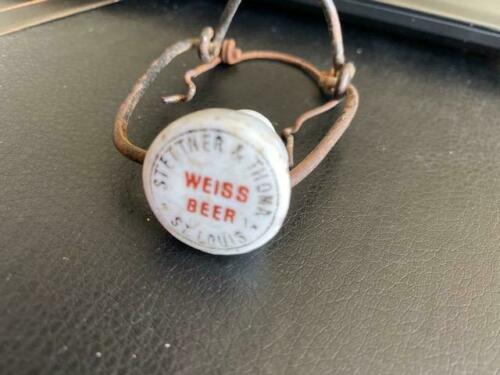 STETTNER & THOMA
WEISS
BEER
ST LOUIS